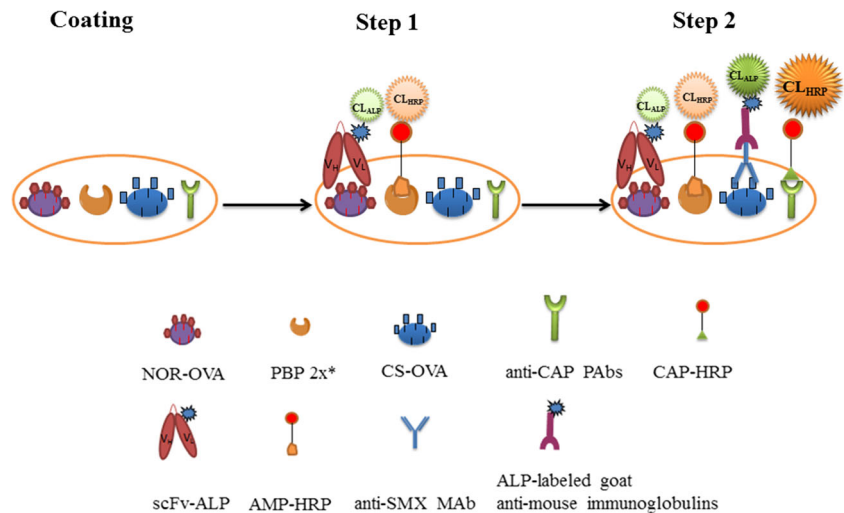 Coating
Step 1
Step 2
CL_ALP
CL_HRP
V_H
V_L
CL_ALP
CL_HRP
CL_ALP
CL_HRP
V_H
V_L
NOR-OVA
PBP 2x*
CS-OVA
anti-CAP PAbs
CAP-HRP
V_H
V_L
scFv-ALP
AMP-HRP
anti-SMX MAb
ALP-labeled goat
anti-mouse immunoglobulins